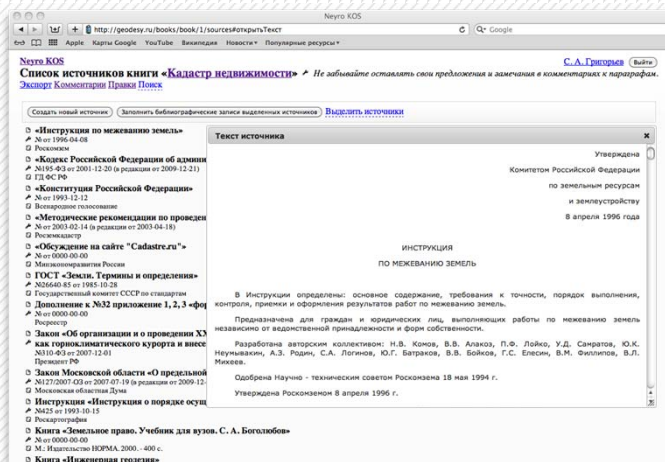 Neyro KOS
http://geodesy.ru/books/book/1/sources#открытьТекст
Google
Apple Карты Google YouTube Википедия Новости Популярные ресурсы
Neyro KOS
С. А. Григорьев Выйти
Список источников книги «Кадастр недвижимости» Не забывайте оставлять свои предложения и замечания в комментариях к параграфам.
Экспорт Комментарии Правки Поиск
Создать новый источник Заполнить библиографические записи выделенных источников Выделить источники
«Инструкция по межеванию земель»
№ от 1996-04-08
Роскомзем
«Кодекс Российской Федерации об админи
№195-ФЗ от 2001-12-20 (в редакции от 2009-12-21)
ГД ФС РФ
«Конституция Российской Федерации»
№ от 1993-12-12
Всенародное голосование
«Методические рекомендации по проведен
№ от 2003-02-14 (в редакции от 2003-04-18)
Росземкадастр
«Обсуждение на сайте "Cadastre.ru"»
№ от 0000-00-00
Минэкономразвития России
ГОСТ «Земли. Термины и определения»
№26640-85 от 1985-10-28
Государственный комитет СССР по стандартам
Дополнение к №32 приложение 1, 2, 3 «фор
№ от 0000-00-00
Росреестр
Закон «Об организации и о проведении XX
как горноклиматического курорта и внесе
№310-ФЗ от 2007-12-01
Президент РФ
Закон Московской области «О предельной
№127/2007-ОЗ от 2007-07-19 (в редакции от 2009-12-
Московская областная Дума
Инструкция «Инструкция о порядке осущ
№425 от 1993-10-15
Роскартография
Книга «Земельное право. Учебник для вузов. С. А. Боголюбов»
№ от 0000-00-00
М.: Издательство НОРМА, 2000. - 400 с.
Книга «Инженерная геодезия»
Текст источника
Утверждена
Комитетом Российской Федерации
по земельным ресурсам
и землеустройству
8 апреля 1996 года
ИНСТРУКЦИЯ
ПО МЕЖЕВАНИЮ ЗЕМЕЛЬ
В Инструкции определены: основное содержание, требования к точности, порядок выполнения,
контроля, приемки и оформления результатов работ по межеванию земель.
Предназначена для граждан и юридических лиц, выполняющих работы по межеванию земель
независимо от ведомственной принадлежности и форм собственности.
Разработана авторским коллективом: Н.В. Комов, В.В. Алакоз, П.Ф. Лойко, У.Д. Самратов, Ю.К.
Неумывакин, А.З. Родин, С.А. Логинов, Ю.Г. Батраков, В.В. Бойков, Г.С. Елесин, В.М. Филиппов, В.Л.
Михеев.
Одобрена Научно - техническим советом Роскомзема 18 мая 1994 г.
Утверждена Роскомземом 8 апреля 1996 г.